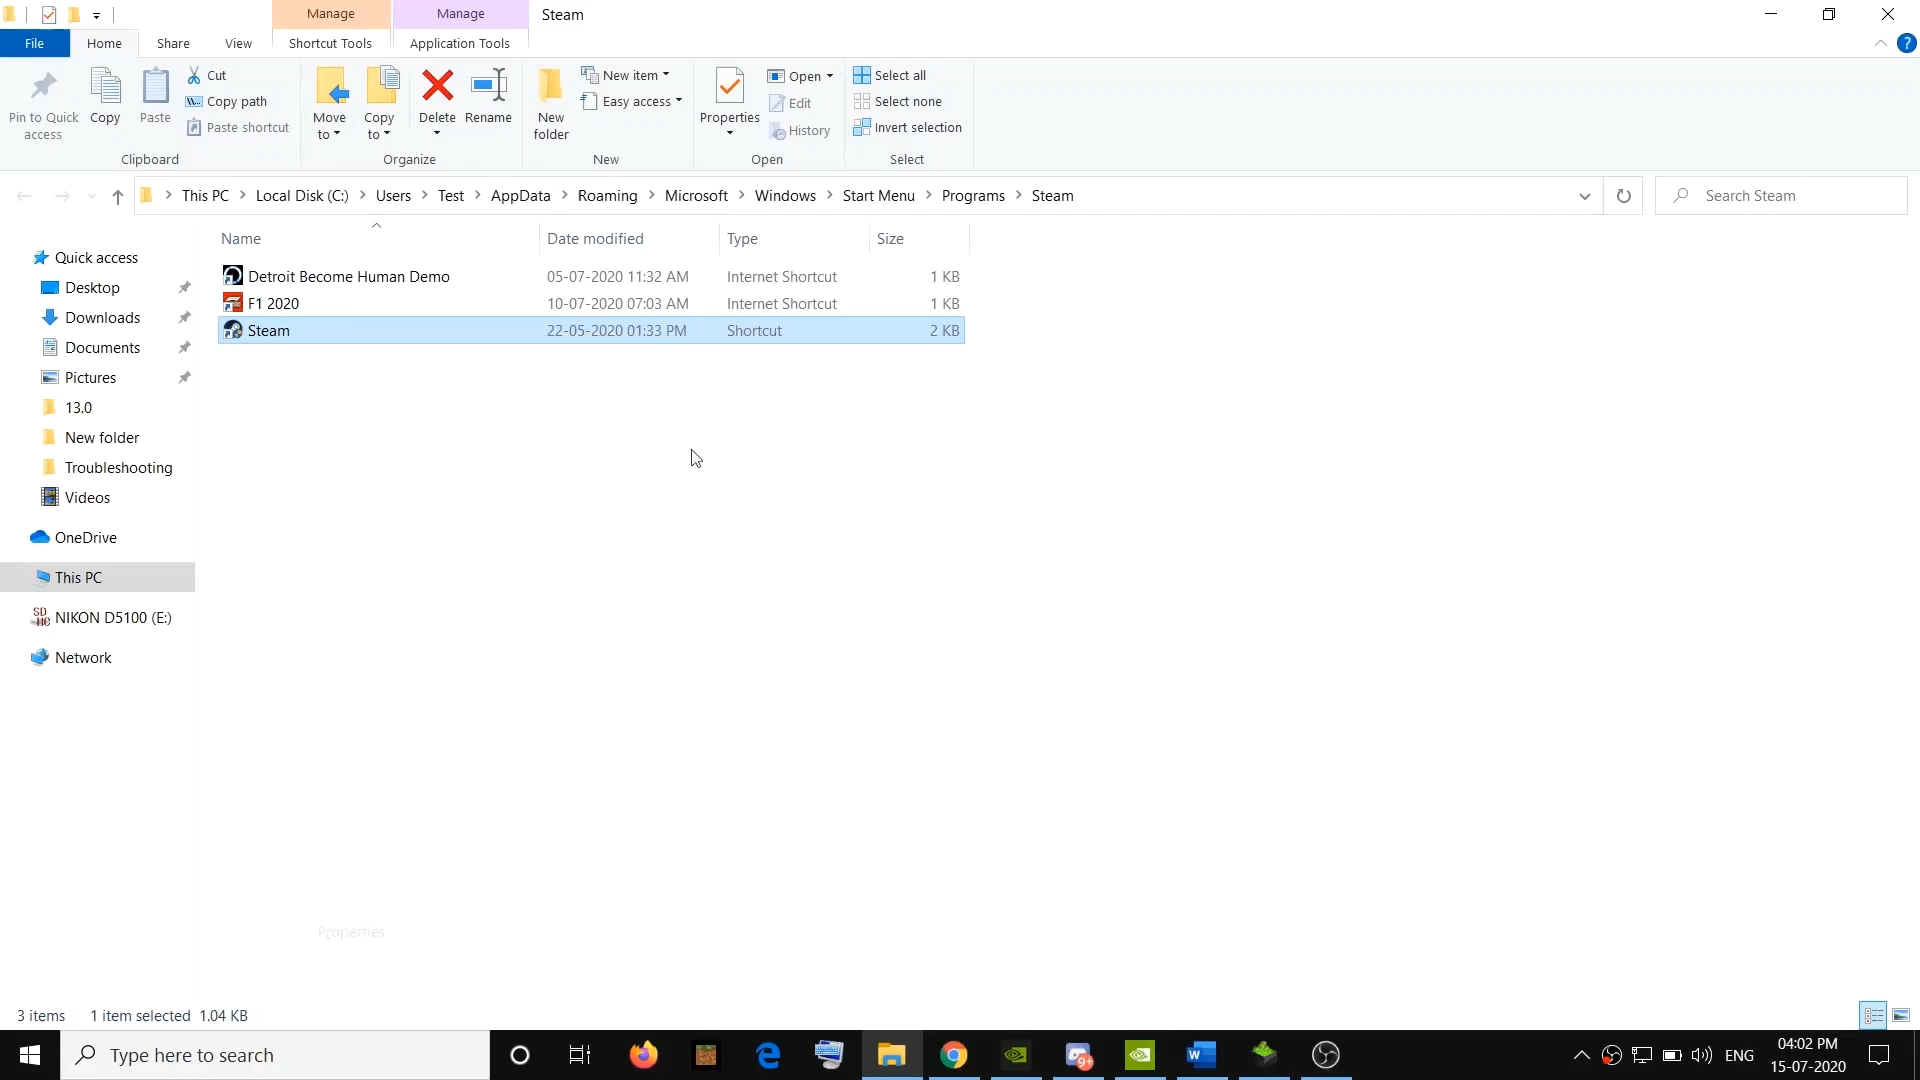 Manage Manage Steam
File Home Share View Shortcut Tools Application Tools ?
Pin to Quick access
Copy
Paste
Cut
Copy path
Paste shortcut
Clipboard
Move to
Copy to
Delete
Rename
Organize
New folder
New item
Easy access
New
Properties
Open
Edit
History
Open
Select all
Select none
Invert selection
Select
This PC > Local Disk (C:) > Users > Test > AppData > Roaming > Microsoft > Windows > Start Menu > Programs > Steam
Search Steam
Name Date modified Type Size
Detroit Become Human Demo 05-07-2020 11:32 AM Internet Shortcut 1 KB
F1 2020 10-07-2020 07:03 AM Internet Shortcut 1 KB
Steam 22-05-2020 01:33 PM Shortcut 2 KB
Quick access
Desktop
Downloads
Documents
Pictures
13.0
New folder
Troubleshooting
Videos
OneDrive
This PC
NIKON D5100 (E:)
Network
Properties
3 items 1 item selected 1.04 KB
Type here to search
9+
W
ENG
04:02 PM
15-07-2020